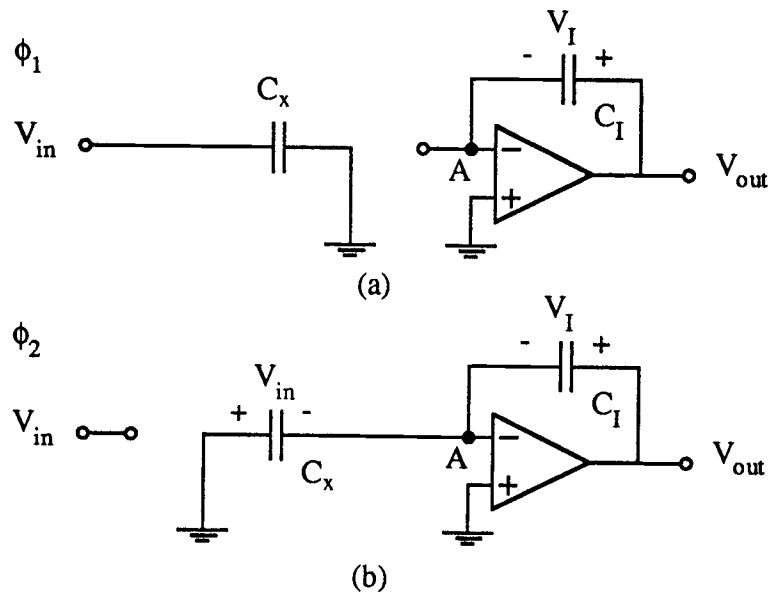 ϕ1
Vin
Cx
VI
- +
CI
A
−
+
Vout
(a)
ϕ2
Vin
+ Vin -
Cx
VI
- +
CI
A
−
+
Vout
(b)